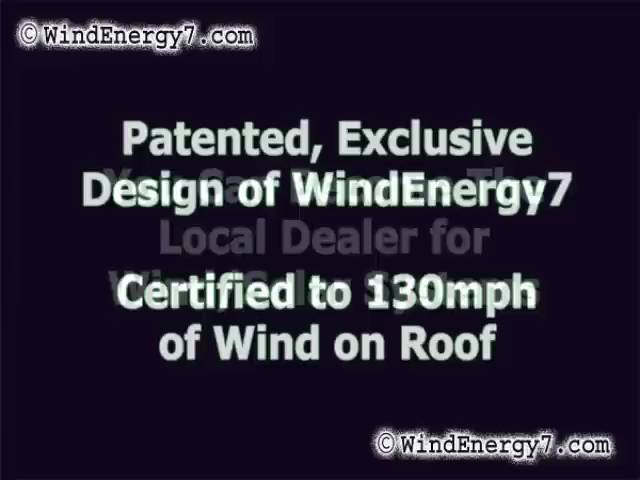 © WindEnergy7.com
Patented, Exclusive
Design of WindEnergy7
Local Dealer for
Certified to 130mph
of Wind on Roof
© WindEnergy7.com